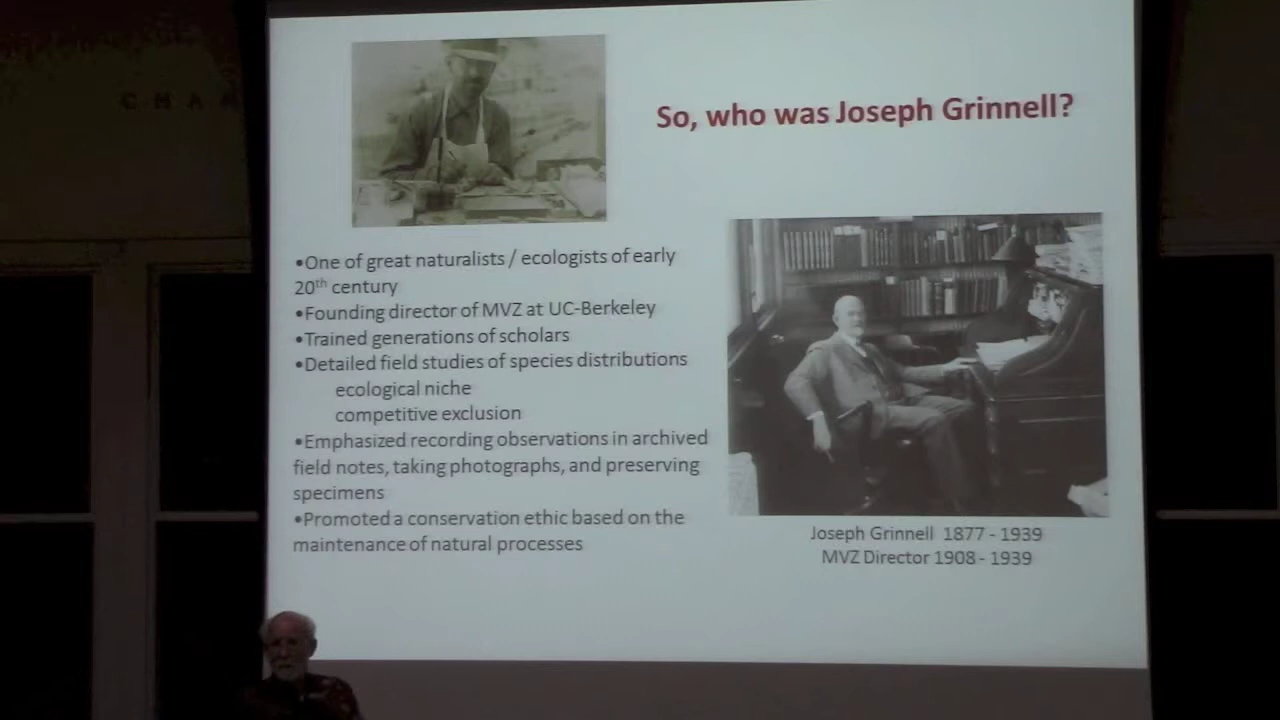 CHA
So, who was Joseph Grinnell?
•One of great naturalists / ecologists of early
20th century
•Founding director of MVZ at UC-Berkeley
•Trained generations of scholars
•Detailed field studies of species distributions
ecological niche
competitive exclusion
•Emphasized recording observations in archived
field notes, taking photographs, and preserving
specimens
•Promoted a conservation ethic based on the
maintenance of natural processes
Joseph Grinnell 1877 - 1939
MVZ Director 1908 - 1939